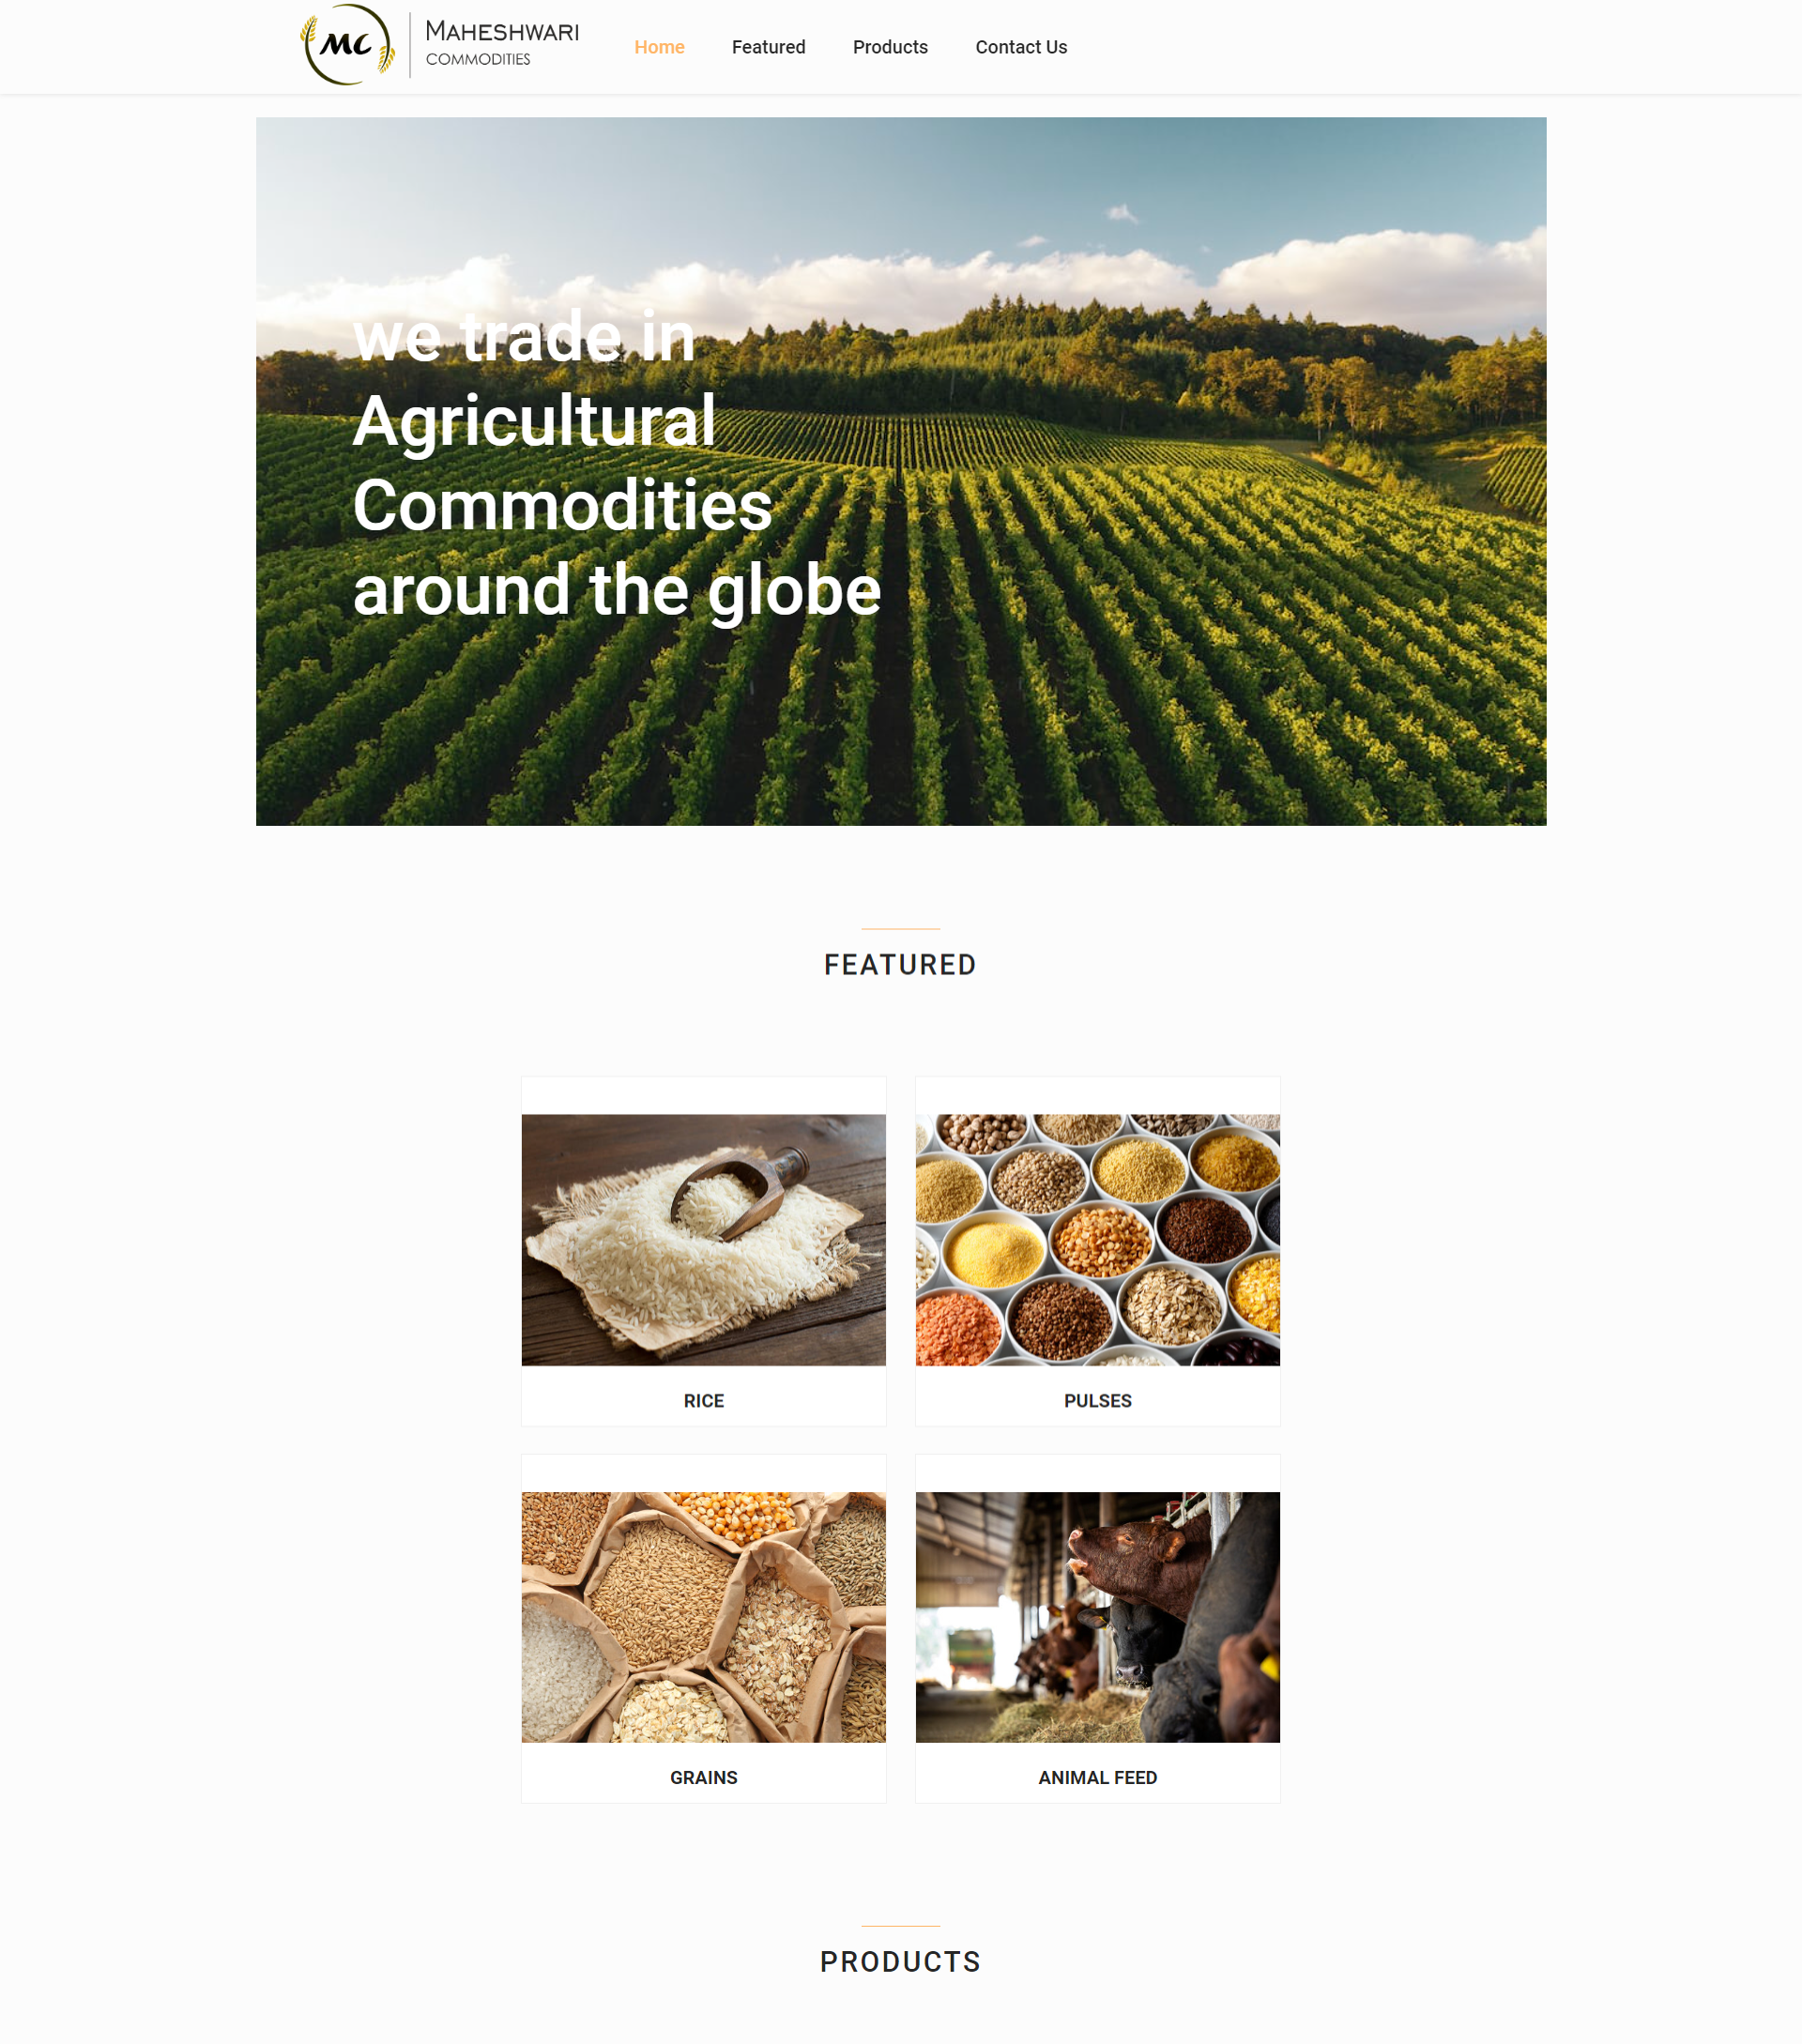 MC
MAHESHWARI
COMMODITIES
Home
Featured
Products
Contact Us
we trade in
Agricultural
Commodities
around the globe
FEATURED
RICE
PULSES
GRAINS
ANIMAL FEED
PRODUCTS